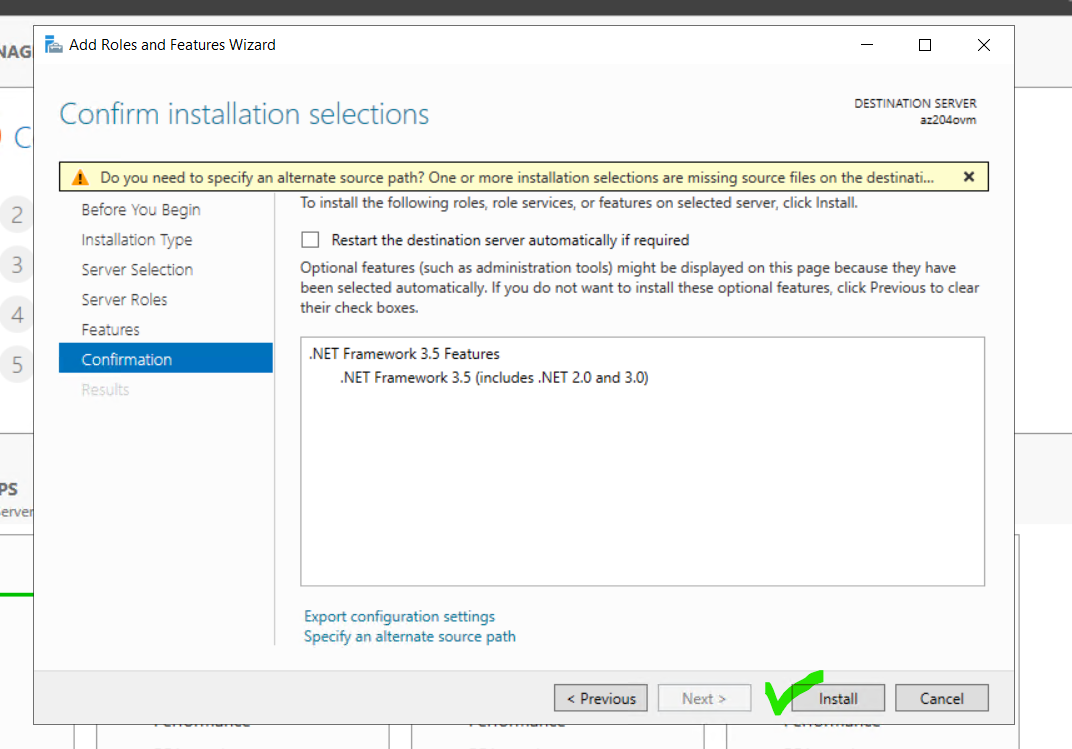 NAG
Add Roles and Features Wizard
Confirm installation selections
DESTINATION SERVER
az204ovm
C
Do you need to specify an alternate source path? One or more installation selections are missing source files on the destinati...
2
3
4
5
Before You Begin
Installation Type
Server Selection
Server Roles
Features
Confirmation
Results
To install the following roles, role services, or features on selected server, click Install.
Restart the destination server automatically if required
Optional features (such as administration tools) might be displayed on this page because they have
been selected automatically. If you do not want to install these optional features, click Previous to clear
their check boxes.
.NET Framework 3.5 Features
.NET Framework 3.5 (includes .NET 2.0 and 3.0)
PS
erver
Export configuration settings
Specify an alternate source path
< Previous
Next >
Install
Cancel
Performance
Performance
Performance